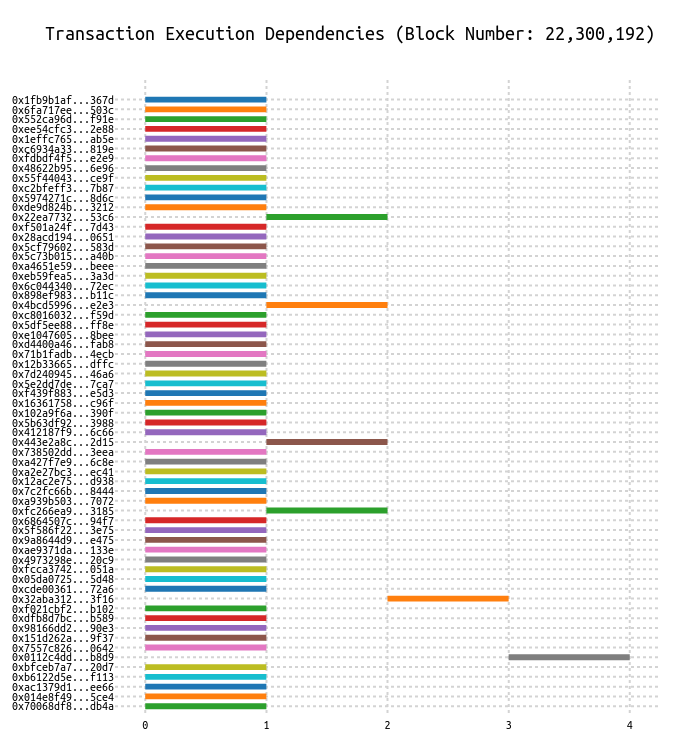 Transaction Execution Dependencies (Block Number: 22,300,192)
0x1fb9b1af...367d
0x6fa717ee...503c
0x552ca96d...f91e
0xee54cfc3...2e88
0x1effc765...ab5e
0xc6934a33...819e
0xfdbdf4f5...e2e9
0x48622b95...6e96
0x55f44043...ce9f
0xc2bfeff3...7b87
0x5974271c...8d6c
0xde9d824b...3212
0x22ea7732...53c6
0xf501a24f...7d43
0x28acd194...0651
0x5cf79602...583d
0x5c73b015...a40b
0xa4651e59...beee
0xeb59fea5...3a3d
0x6c044340...72ec
0x898ef983...b11c
0x4bcd5996...e2e3
0xc8016032...f59d
0x5df5ee88...ff8e
0xe1047605...8bee
0xd4400a46...fab8
0x71b1fadb...4ecb
0x12b33665...dffc
0x7d240945...46a6
0x5e2dd7de...7ca7
0xf439f883...e5d3
0x16361758...c96f
0x102a9f6a...390f
0x5b63df92...3988
0x412187f9...6c66
0x443e2a8c...2d15
0x738502dd...3eea
0xa427f7e9...6c8e
0xa2e27bc3...ec41
0x12ac2e75...d938
0x7c2fc66b...8444
0xa939b503...7072
0xfc266ea9...3185
0x6864507c...94f7
0x5f586f22...3e75
0x9a8644d9...e475
0xae9371da...133e
0x4973298e...20c9
0xfcca3742...051a
0x05da0725...5d48
0xcde00361...72a6
0x32aba312...3f16
0xf021cbf2...b102
0xdfb8d7bc...b589
0x98166dd2...90e3
0x151d262a...9f37
0x7557c826...0642
0x0112c4dd...b8d9
0xbfceb7a7...20d7
0xb6122d5e...f113
0xac1379d1...ee66
0x014e8f49...5ce4
0x70068df8...db4a
0 1 2 3 4